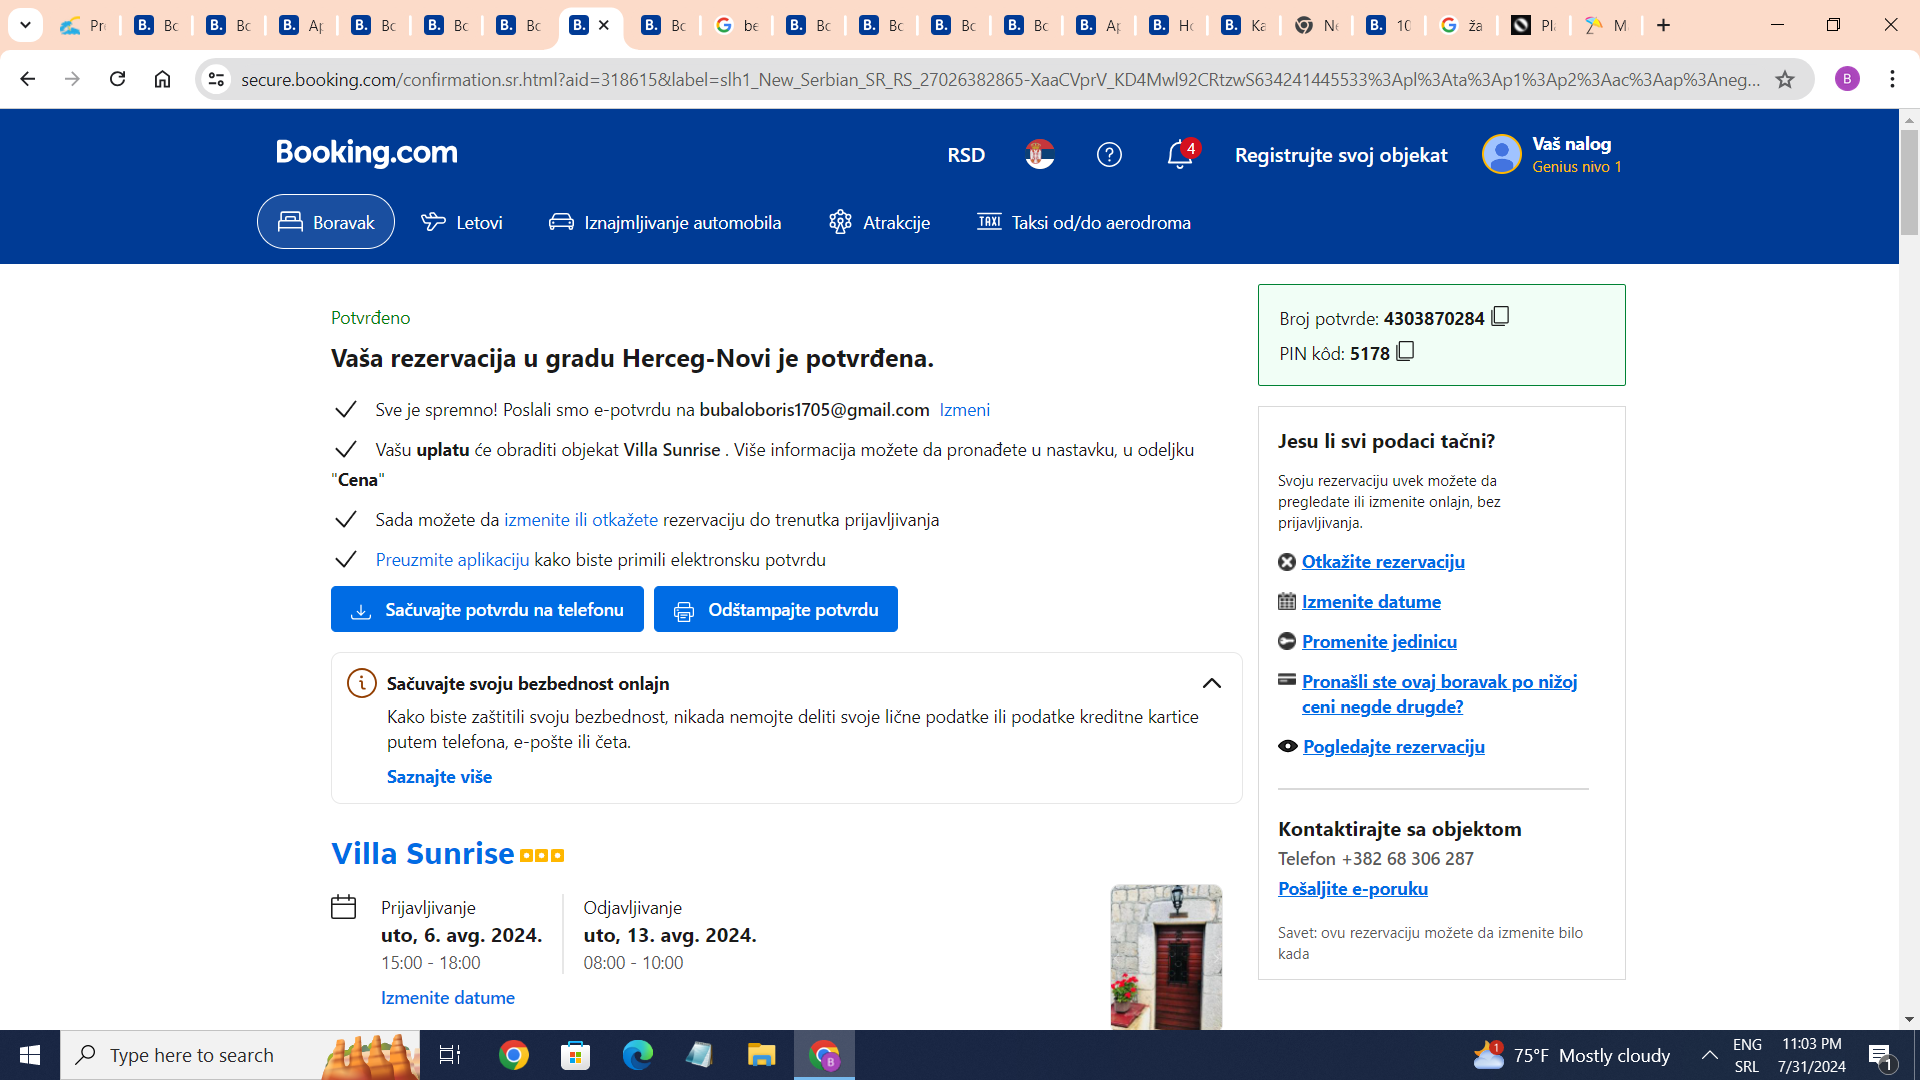 Pr
Bc
Bc
Ap
Bc
Bc
Bc
Bc
be
Bc
Bc
Bc
Bc
Ap
Ho
Ka
Ne
10
ža
Pl
M
secure.booking.com/confirmation.sr.html?aid=318615&label=slh1_New_Serbian_SR_RS_27026382865-XaaCVprV_KD4Mwl92CRtzwS634241445533%3Apl%3Ata%3Ap1%3Ap2%3Aac%3Aap%3Aneg...
B
Booking.com
RSD
4
Registrujte svoj objekat
Vaš nalog
Genius nivo 1
Boravak
Letovi
Iznajmljivanje automobila
Atrakcije
TAXI
Taksi od/do aerodroma
Potvrđeno
Vaša rezervacija u gradu Herceg-Novi je potvrđena.
Sve je spremno! Poslali smo e-potvrdu na bubaloboris1705@gmail.com Izmeni
Vašu uplatu će obraditi objekat Villa Sunrise . Više informacija možete da pronađete u nastavku, u odeljku
"Cena"
Sada možete da izmenite ili otkažete rezervaciju do trenutka prijavljivanja
Preuzmite aplikaciju kako biste primili elektronsku potvrdu
Sačuvajte potvrdu na telefonu
Odštampajte potvrdu
Sačuvajte svoju bezbednost onlajn
Kako biste zaštitili svoju bezbednost, nikada nemojte deliti svoje lične podatke ili podatke kreditne kartice
putem telefona, e-pošte ili četa.
Saznajte više
Villa Sunrise
Prijavljivanje
uto, 6. avg. 2024.
15:00 - 18:00
Izmenite datume
Odjavljivanje
uto, 13. avg. 2024.
08:00 - 10:00
Broj potvrde: 4303870284
PIN kôd: 5178
Jesu li svi podaci tačni?
Svoju rezervaciju uvek možete da
pregledate ili izmenite onlajn, bez
prijavljivanja.
Otkažite rezervaciju
Izmenite datume
Promenite jedinicu
Pronašli ste ovaj boravak po nižoj
ceni negde drugde?
Pogledajte rezervaciju
Kontaktirajte sa objektom
Telefon +382 68 306 287
Pošaljite e-poruku
Savet: ovu rezervaciju možete da izmenite bilo
kada
Type here to search
1
75°F Mostly cloudy
ENG
SRL
11:03 PM
7/31/2024
1